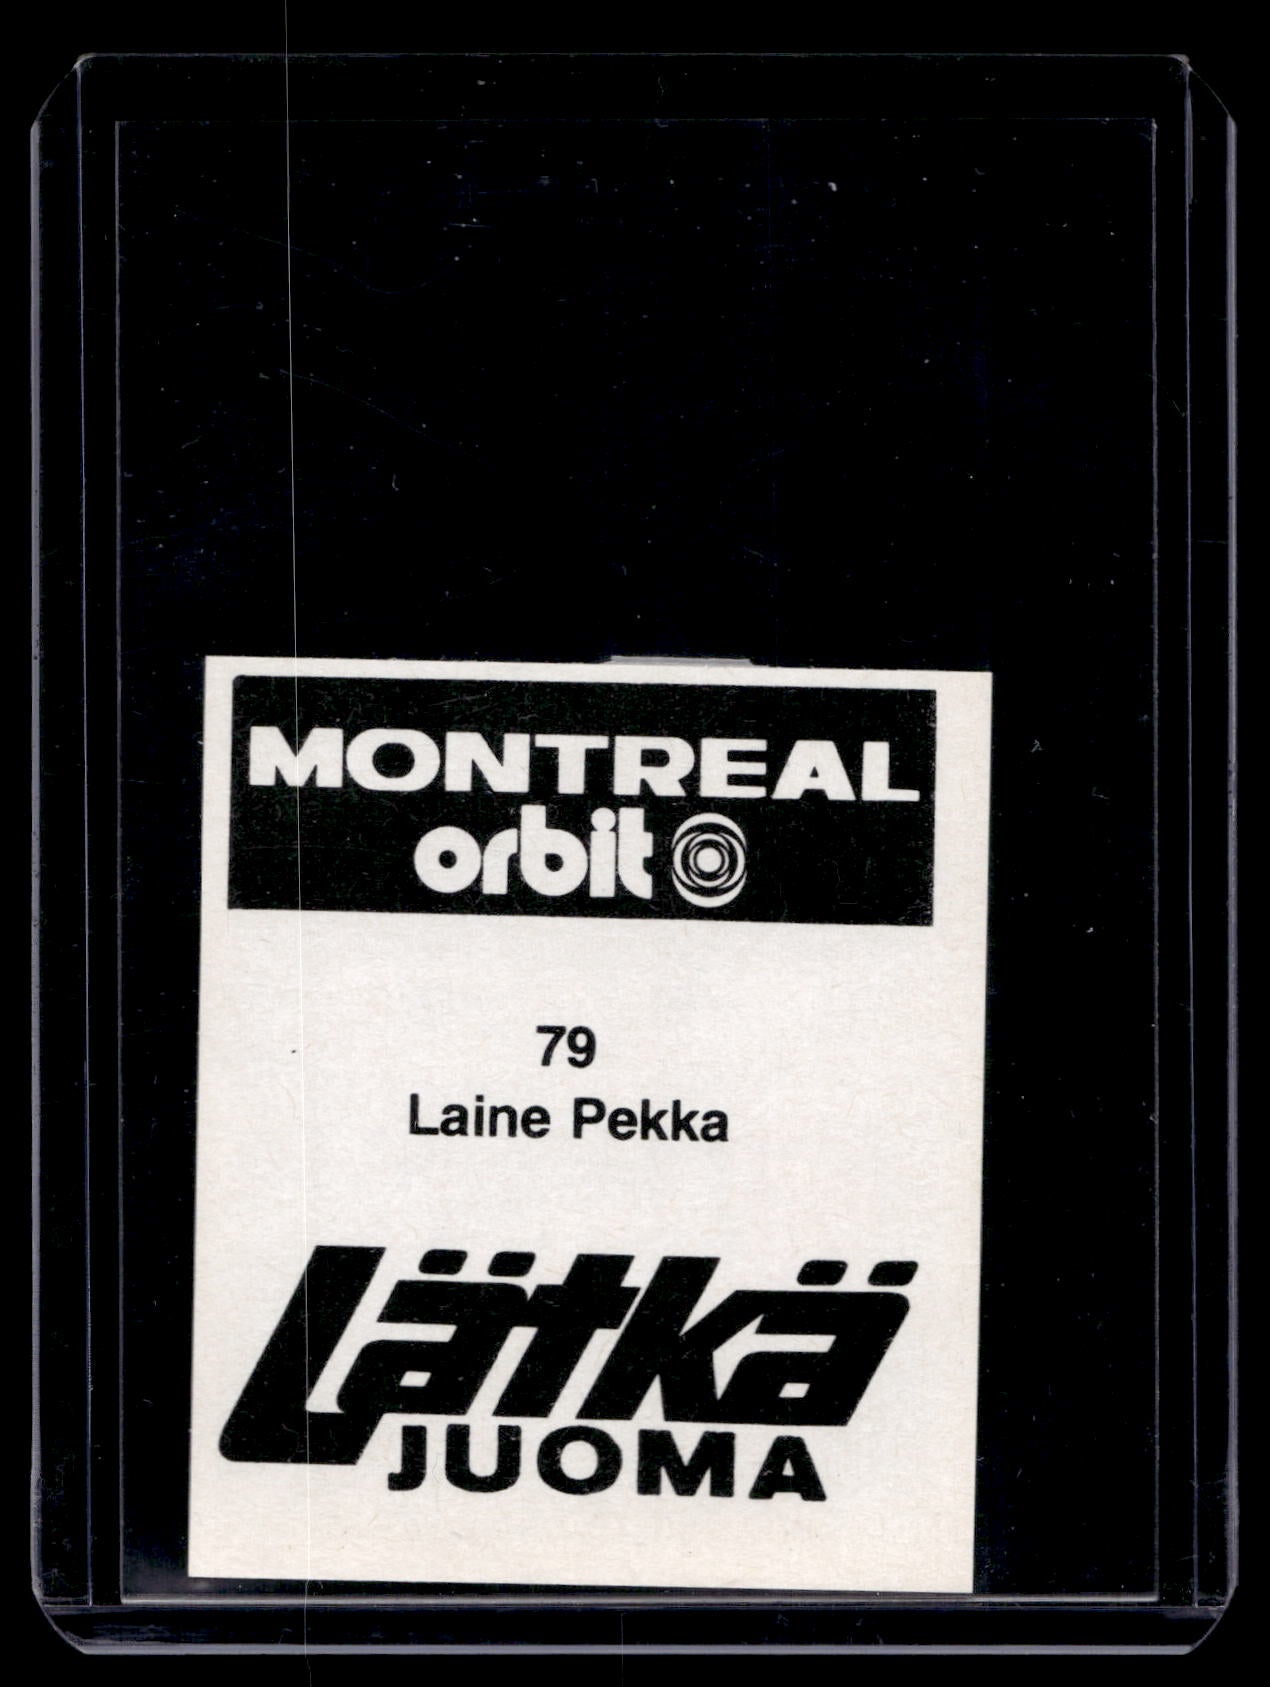 MONTREAL
orbit
79
Laine Pekka
Lätkä
JUOMA